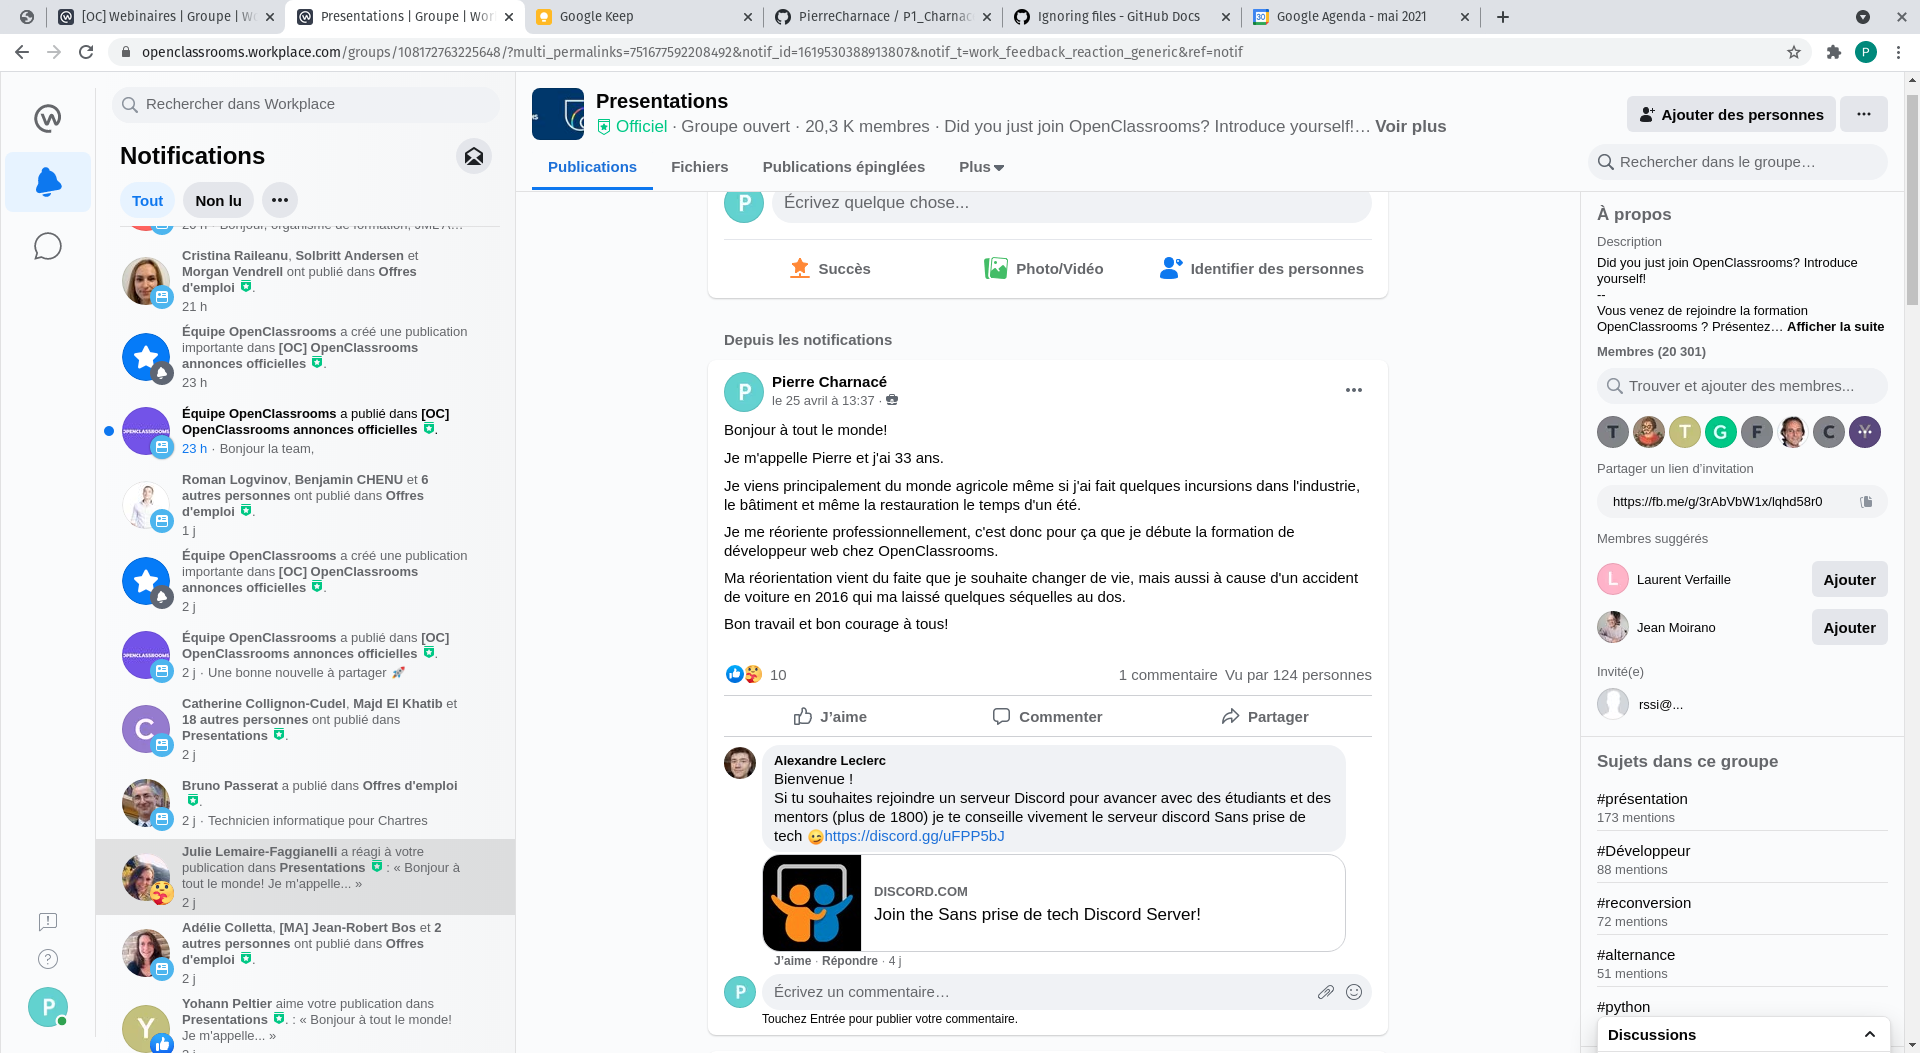 [OC] Webinaires | Groupe | Wo
Presentations | Groupe | Wor
Google Keep
PierreCharnace / P1_Charnac
Ignoring files - GitHub Docs
Google Agenda - mai 2021
openclassrooms.workplace.com/groups/108172763225648/?multi_permalinks=751677592208492&notif_id=1619530388913807&notif_t=work_feedback_reaction_generic&ref=notif
P
Rechercher dans Workplace
Notifications
Tout
Non lu
20 h · Bonjour, organisme de formation, JMLA…
Cristina Raileanu, Solbritt Andersen et
Morgan Vendrell ont publié dans Offres
d'emploi .
21 h
Équipe OpenClassrooms a créé une publication
importante dans [OC] OpenClassrooms
annonces officielles .
23 h
OPENCLASSROOMS
Équipe OpenClassrooms a publié dans [OC]
OpenClassrooms annonces officielles .
23 h · Bonjour la team,
Roman Logvinov, Benjamin CHENU et 6
autres personnes ont publié dans Offres
d'emploi .
1 j
Équipe OpenClassrooms a créé une publication
importante dans [OC] OpenClassrooms
annonces officielles .
2 j
OPENCLASSROOMS
Équipe OpenClassrooms a publié dans [OC]
OpenClassrooms annonces officielles .
2 j · Une bonne nouvelle à partager 🚀
C
Catherine Collignon-Cudel, Majd El Khatib et
18 autres personnes ont publié dans
Presentations .
2 j
Bruno Passerat a publié dans Offres d'emploi
.
2 j · Technicien informatique pour Chartres
Julie Lemaire-Faggianelli a réagi à votre
publication dans Presentations : « Bonjour à
tout le monde! Je m'appelle... »
2 j
Adélie Colletta, [MA] Jean-Robert Bos et 2
autres personnes ont publié dans Offres
d'emploi .
2 j
Y
Yohann Peltier aime votre publication dans
Presentations . : « Bonjour à tout le monde!
Je m'appelle... »
P
Presentations
Officiel · Groupe ouvert · 20,3 K membres · Did you just join OpenClassrooms? Introduce yourself!… Voir plus
Ajouter des personnes
Publications
Fichiers
Publications épinglées
Plus
Rechercher dans le groupe…
P
Écrivez quelque chose...
Succès
Photo/Vidéo
Identifier des personnes
Depuis les notifications
P
Pierre Charnacé
le 25 avril à 13:37 ·
Bonjour à tout le monde!
Je m'appelle Pierre et j'ai 33 ans.
Je viens principalement du monde agricole même si j'ai fait quelques incursions dans l'industrie,
le bâtiment et même la restauration le temps d'un été.
Je me réoriente professionnellement, c'est donc pour ça que je débute la formation de
développeur web chez OpenClassrooms.
Ma réorientation vient du faite que je souhaite changer de vie, mais aussi à cause d'un accident
de voiture en 2016 qui ma laissé quelques séquelles au dos.
Bon travail et bon courage à tous!
10
1 commentaire Vu par 124 personnes
J’aime
Commenter
Partager
Alexandre Leclerc
Bienvenue !
Si tu souhaites rejoindre un serveur Discord pour avancer avec des étudiants et des
mentors (plus de 1800) je te conseille vivement le serveur discord Sans prise de
tech 😉https://discord.gg/uFPP5bJ
DISCORD.COM
Join the Sans prise de tech Discord Server!
J’aime · Répondre · 4 j
P
Écrivez un commentaire…
Touchez Entrée pour publier votre commentaire.
À propos
Description
Did you just join OpenClassrooms? Introduce
yourself!
--
Vous venez de rejoindre la formation
OpenClassrooms ? Présentez… Afficher la suite
Membres (20 301)
Trouver et ajouter des membres...
T
T
G
F
C
Y
Partager un lien d’invitation
https://fb.me/g/3rAbVbW1x/lqhd58r0
Membres suggérés
L
Laurent Verfaille
Ajouter
Jean Moirano
Ajouter
Invité(e)
rssi@...
Sujets dans ce groupe
#présentation
173 mentions
#Développeur
88 mentions
#reconversion
72 mentions
#alternance
51 mentions
#python
Discussions